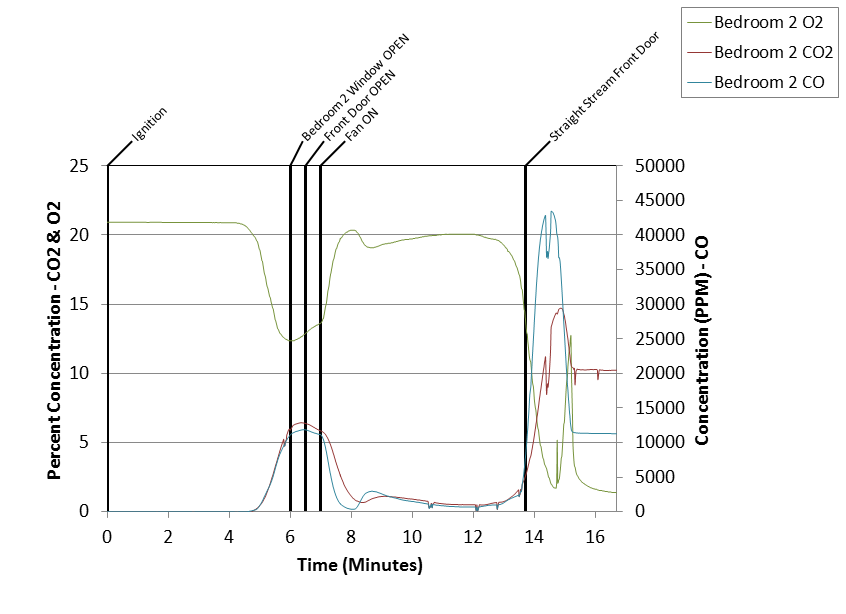 Bedroom 2 O2
Bedroom 2 CO2
Bedroom 2 CO
Ignition
Bedroom 2 Window OPEN
Front Door OPEN
Fan ON
Straight Stream Front Door
25
20
15
10
5
0
Percent Concentration - CO2 & O2
50000
45000
40000
35000
30000
25000
20000
15000
10000
5000
0
Concentration (PPM) - CO
0
2
4
6
8
10
12
14
16
Time (Minutes)